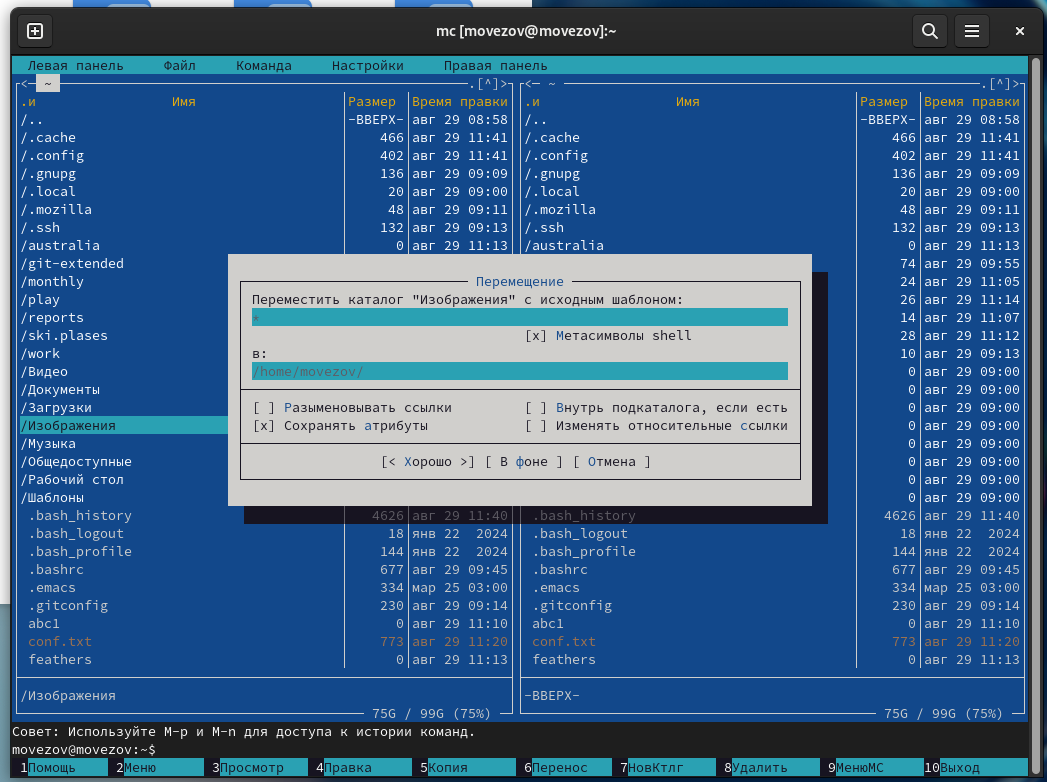 mc [movezov@movezov]:~
Левая панель Файл Команда Настройки Правая панель
<─ ~ .[^]> <─ ~ .[^]>
.и Имя Размер Время правки .и Имя Размер Время правки
/.. -ВВЕРХ- авг 29 08:58 /.. -ВВЕРХ- авг 29 08:58
/.cache 466 авг 29 11:41 /.cache 466 авг 29 11:41
/.config 402 авг 29 11:41 /.config 402 авг 29 11:41
/.gnupg 136 авг 29 09:09 /.gnupg 136 авг 29 09:09
/.local 20 авг 29 09:00 /.local 20 авг 29 09:00
/.mozilla 48 авг 29 09:11 /.mozilla 48 авг 29 09:11
/.ssh 132 авг 29 09:13 /.ssh 132 авг 29 09:13
/australia 0 авг 29 11:13 /australia 0 авг 29 11:13
/git-extended 74 авг 29 09:55
/monthly 24 авг 29 11:05
/play 26 авг 29 11:14
/reports 14 авг 29 11:07
/ski.plases 28 авг 29 11:12
/work 10 авг 29 09:13
/Видео 0 авг 29 09:00
/Документы 0 авг 29 09:00
/Загрузки 0 авг 29 09:00
/Изображения 0 авг 29 09:00
/Музыка 0 авг 29 09:00
/Общедоступные 0 авг 29 09:00
/Рабочий стол 0 авг 29 09:00
/Шаблоны 0 авг 29 09:00
Перемещение
Переместить каталог "Изображения" с исходным шаблоном:
*
[x] Метасимволы shell
в:
/home/movezov/
[ ] Разыменовывать ссылки [ ] Внутрь подкаталога, если есть
[x] Сохранять атрибуты [ ] Изменять относительные ссылки
[< Хорошо >] [ В фоне ] [ Отмена ]
.bash_history 4626 авг 29 11:40 .bash_history 4626 авг 29 11:40
.bash_logout 18 янв 22 2024 .bash_logout 18 янв 22 2024
.bash_profile 144 янв 22 2024 .bash_profile 144 янв 22 2024
.bashrc 677 авг 29 09:45 .bashrc 677 авг 29 09:45
.emacs 334 мар 25 03:00 .emacs 334 мар 25 03:00
.gitconfig 230 авг 29 09:14 .gitconfig 230 авг 29 09:14
abc1 0 авг 29 11:10 abc1 0 авг 29 11:10
conf.txt 773 авг 29 11:20 conf.txt 773 авг 29 11:20
feathers 0 авг 29 11:13 feathers 0 авг 29 11:13
/Изображения -ВВЕРХ-
75G / 99G (75%) 75G / 99G (75%)
Совет: Используйте M-p и M-n для доступа к истории команд.
movezov@movezov:~$
1Помощь 2Меню 3Просмотр 4Правка 5Копия 6Перенос 7НовКтлг 8Удалить 9МенюМС 10Выход